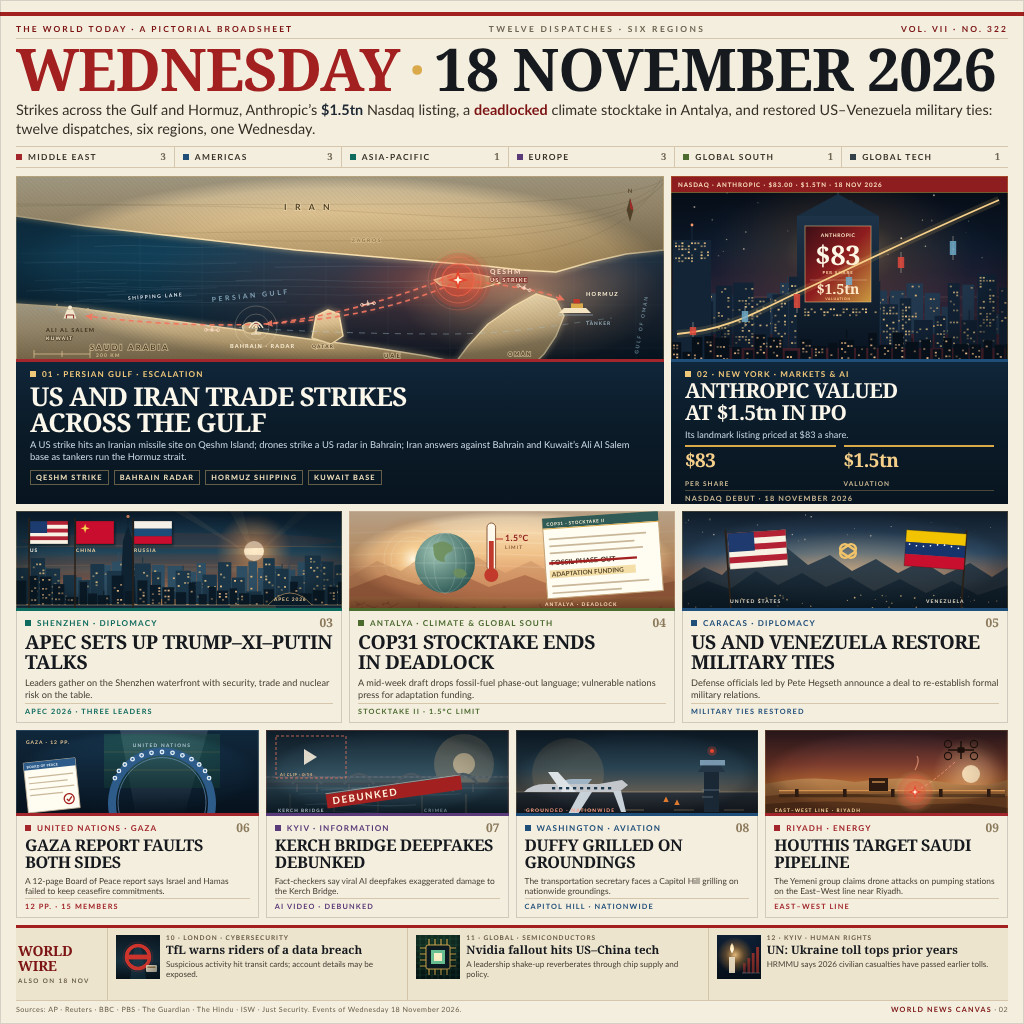 THE WORLD TODAY · A PICTORIAL BROADSHEET
TWELVE DISPATCHES · SIX REGIONS
VOL. VII · NO. 322
WEDNESDAY · 18 NOVEMBER 2026
Strikes across the Gulf and Hormuz, Anthropic's $1.5tn Nasdaq listing, a deadlocked climate stocktake in Antalya, and restored US–Venezuela military ties:
twelve dispatches, six regions, one Wednesday.
MIDDLE EAST 3
AMERICAS 3
ASIA-PACIFIC 1
EUROPE 3
GLOBAL SOUTH 1
GLOBAL TECH 1
IRAN
N
ZAGROS
QESHM
US STRIKE
HORMUZ
SHIPPING LANE
PERSIAN GULF
TANKER
GULF OF OMAN
ALI AL SALEM
KUWAIT
SAUDI ARABIA
200 KM
BAHRAIN · RADAR
QATAR
UAE
OMAN
01 · PERSIAN GULF · ESCALATION
US AND IRAN TRADE STRIKES
ACROSS THE GULF
A US strike hits an Iranian missile site on Qeshm Island; drones strike a US radar in Bahrain; Iran answers against Bahrain and Kuwait's Ali Al Salem
base as tankers run the Hormuz strait.
QESHM STRIKE
BAHRAIN RADAR
HORMUZ SHIPPING
KUWAIT BASE
NASDAQ · ANTHROPIC · $83.00 · $1.5TN · 18 NOV 2026
ANTHROPIC
$83
PER SHARE
$1.5tn
VALUATION
02 · NEW YORK · MARKETS & AI
ANTHROPIC VALUED
AT $1.5tn IN IPO
Its landmark listing priced at $83 a share.
$83
PER SHARE
$1.5tn
VALUATION
NASDAQ DEBUT · 18 NOVEMBER 2026
US
CHINA
RUSSIA
APEC 2026
SHENZHEN · DIPLOMACY
03
APEC SETS UP TRUMP–XI–PUTIN
TALKS
Leaders gather on the Shenzhen waterfront with security, trade and nuclear
risk on the table.
APEC 2026 · THREE LEADERS
1.5°C
LIMIT
COP31 · STOCKTAKE II
FOSSIL PHASE-OUT
ADAPTATION FUNDING
ANTALYA · DEADLOCK
ANTALYA · CLIMATE & GLOBAL SOUTH
04
COP31 STOCKTAKE ENDS
IN DEADLOCK
A mid-week draft drops fossil-fuel phase-out language; vulnerable nations
press for adaptation funding.
STOCKTAKE II · 1.5°C LIMIT
UNITED STATES
VENEZUELA
CARACAS · DIPLOMACY
05
US AND VENEZUELA RESTORE
MILITARY TIES
Defense officials led by Pete Hegseth announce a deal to re-establish formal
military relations.
MILITARY TIES RESTORED
GAZA · 12 PP.
BOARD OF PEACE
UNITED NATIONS
UNITED NATIONS · GAZA
06
GAZA REPORT FAULTS
BOTH SIDES
A 12-page Board of Peace report says Israel and Hamas
failed to keep ceasefire commitments.
12 PP. · 15 MEMBERS
DEBUNKED
KERCH BRIDGE
CRIMEA
KYIV · INFORMATION
07
KERCH BRIDGE DEEPFAKES
DEBUNKED
Fact-checkers say viral AI deepfakes exaggerated damage to
the Kerch Bridge.
AI VIDEO · DEBUNKED
GROUNDED · NATIONWIDE
WASHINGTON · AVIATION
08
DUFFY GRILLED ON
GROUNDINGS
The transportation secretary faces a Capitol Hill grilling on
nationwide groundings.
CAPITOL HILL · NATIONWIDE
EAST–WEST LINE · RIYADH
RIYADH · ENERGY
09
HOUTHIS TARGET SAUDI
PIPELINE
The Yemeni group claims drone attacks on pumping stations
on the East–West line near Riyadh.
EAST–WEST LINE
WORLD
WIRE
ALSO ON 18 NOV
10 · LONDON · CYBERSECURITY
TfL warns riders of a data breach
Suspicious activity hit transit cards; account details may be
exposed.
11 · GLOBAL · SEMICONDUCTORS
Nvidia fallout hits US–China tech
A leadership shake-up reverberates through chip supply and
policy.
12 · KYIV · HUMAN RIGHTS
UN: Ukraine toll tops prior years
HRMMU says 2026 civilian casualties have passed earlier tolls.
Sources: AP · Reuters · BBC · PBS · The Guardian · The Hindu · ISW · Just Security. Events of Wednesday 18 November 2026.
WORLD NEWS CANVAS · 02